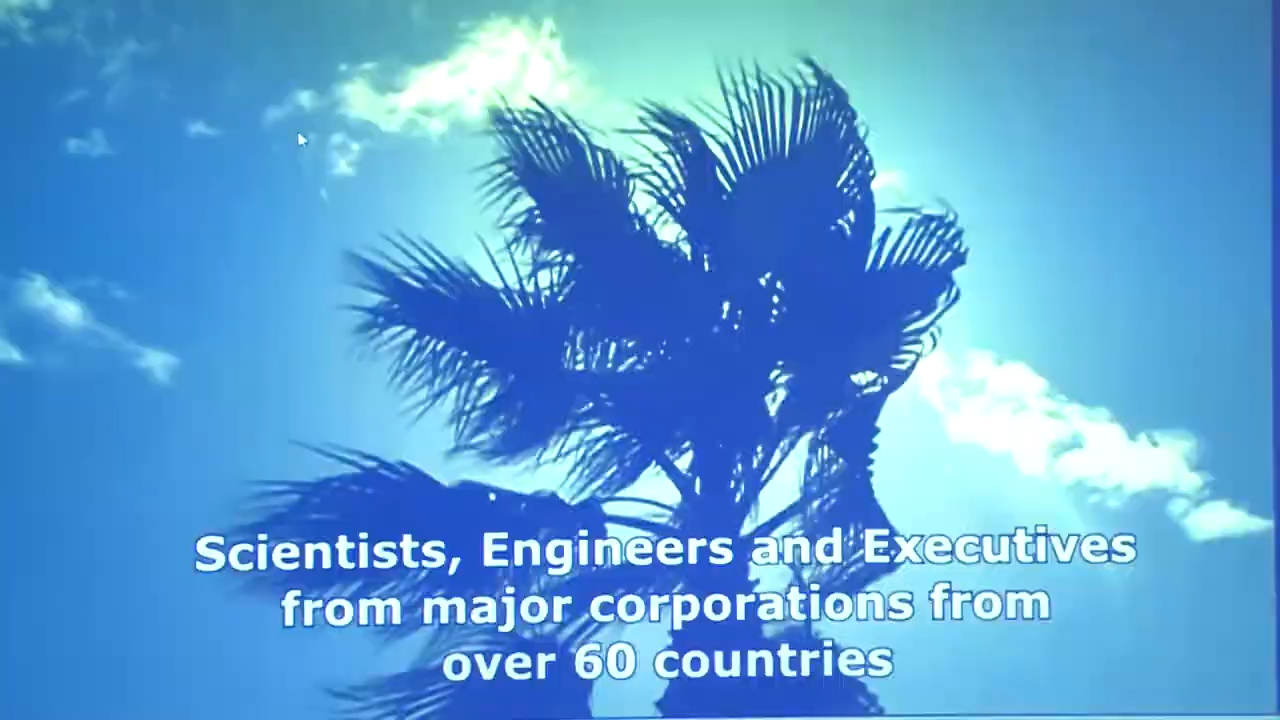 Scientists, Engineers and Executives
from major corporations from
over 60 countries